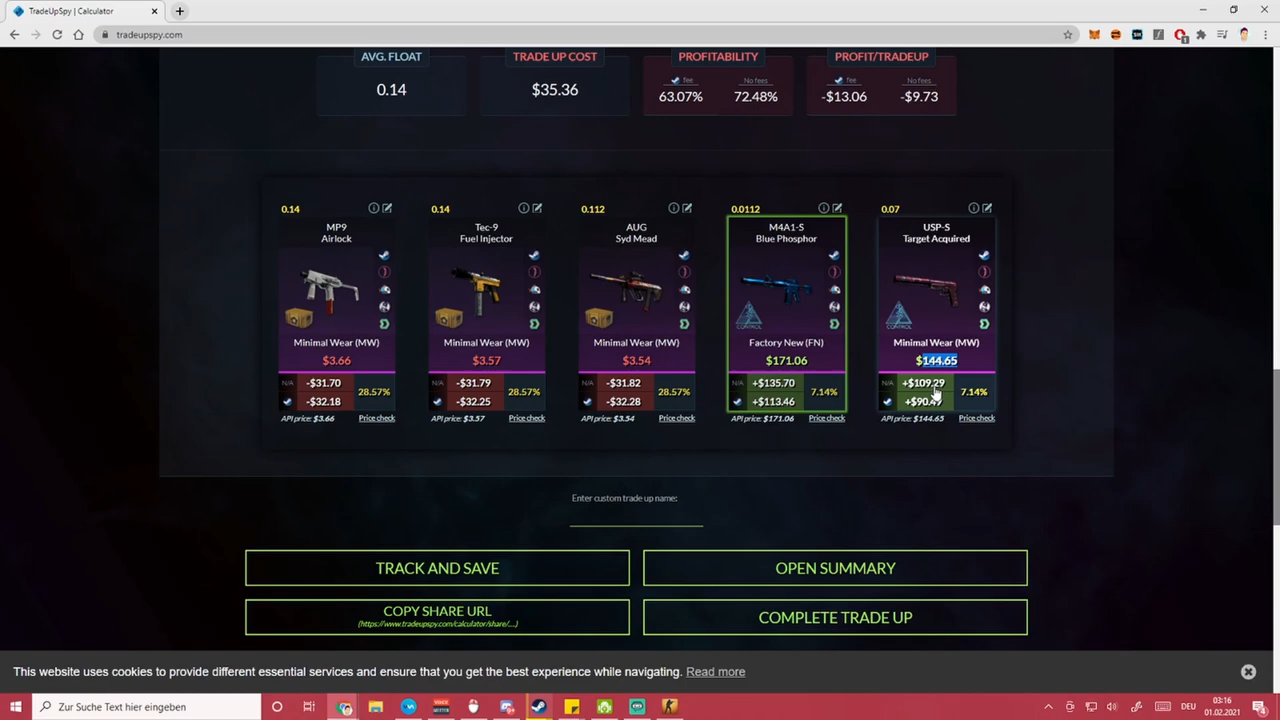 TradeUpSpy | Calculator
tradeupspy.com
AVG. FLOAT
0.14
TRADE UP COST
$35.36
PROFITABILITY
fee No fees
63.07% 72.48%
PROFIT/TRADEUP
fee No fees
-$13.06 -$9.73
0.14
MP9
Airlock
Minimal Wear (MW)
$3.66
N/A -$31.70
-$32.18
28.57%
API price: $3.66 Price check
0.14
Tec-9
Fuel Injector
Minimal Wear (MW)
$3.57
N/A -$31.79
-$32.25
28.57%
API price: $3.57 Price check
0.112
AUG
Syd Mead
Minimal Wear (MW)
$3.54
N/A -$31.82
-$32.28
28.57%
API price: $3.54 Price check
0.0112
M4A1-S
Blue Phosphor
CONTROL
Factory New (FN)
$171.06
N/A +$135.70
+$113.46
7.14%
API price: $171.06 Price check
0.07
USP-S
Target Acquired
CONTROL
Minimal Wear (MW)
$144.65
N/A +$109.29
7.14%
API price: $144.65 Price check
Enter custom trade up name:
TRACK AND SAVE
OPEN SUMMARY
COPY SHARE URL
(https://www.tradeupspy.com/calculator/share/...)
COMPLETE TRADE UP
This website uses cookies to provide different essential services and ensure that you get the best experience while navigating. Read more
Zur Suche Text hier eingeben
DEU
03:16
01.02.2021